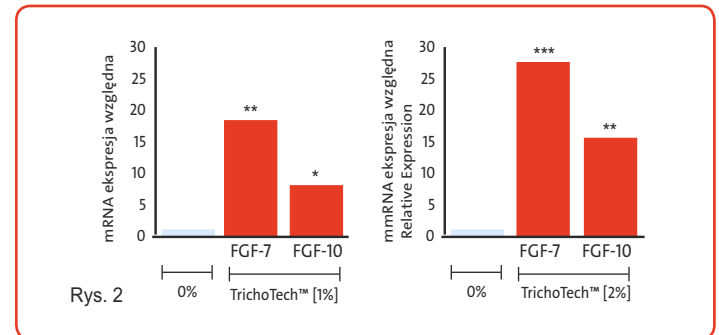 mRNA ekspresja względna
30
25
20
15
10
5
0
**
*
FGF-7 FGF-10
0%
TrichoTech™ [1%]
mmRNA ekspresja względna
Relative Expression
30
25
20
15
10
5
0
***
**
FGF-7 FGF-10
0%
TrichoTech™ [2%]
Rys. 2